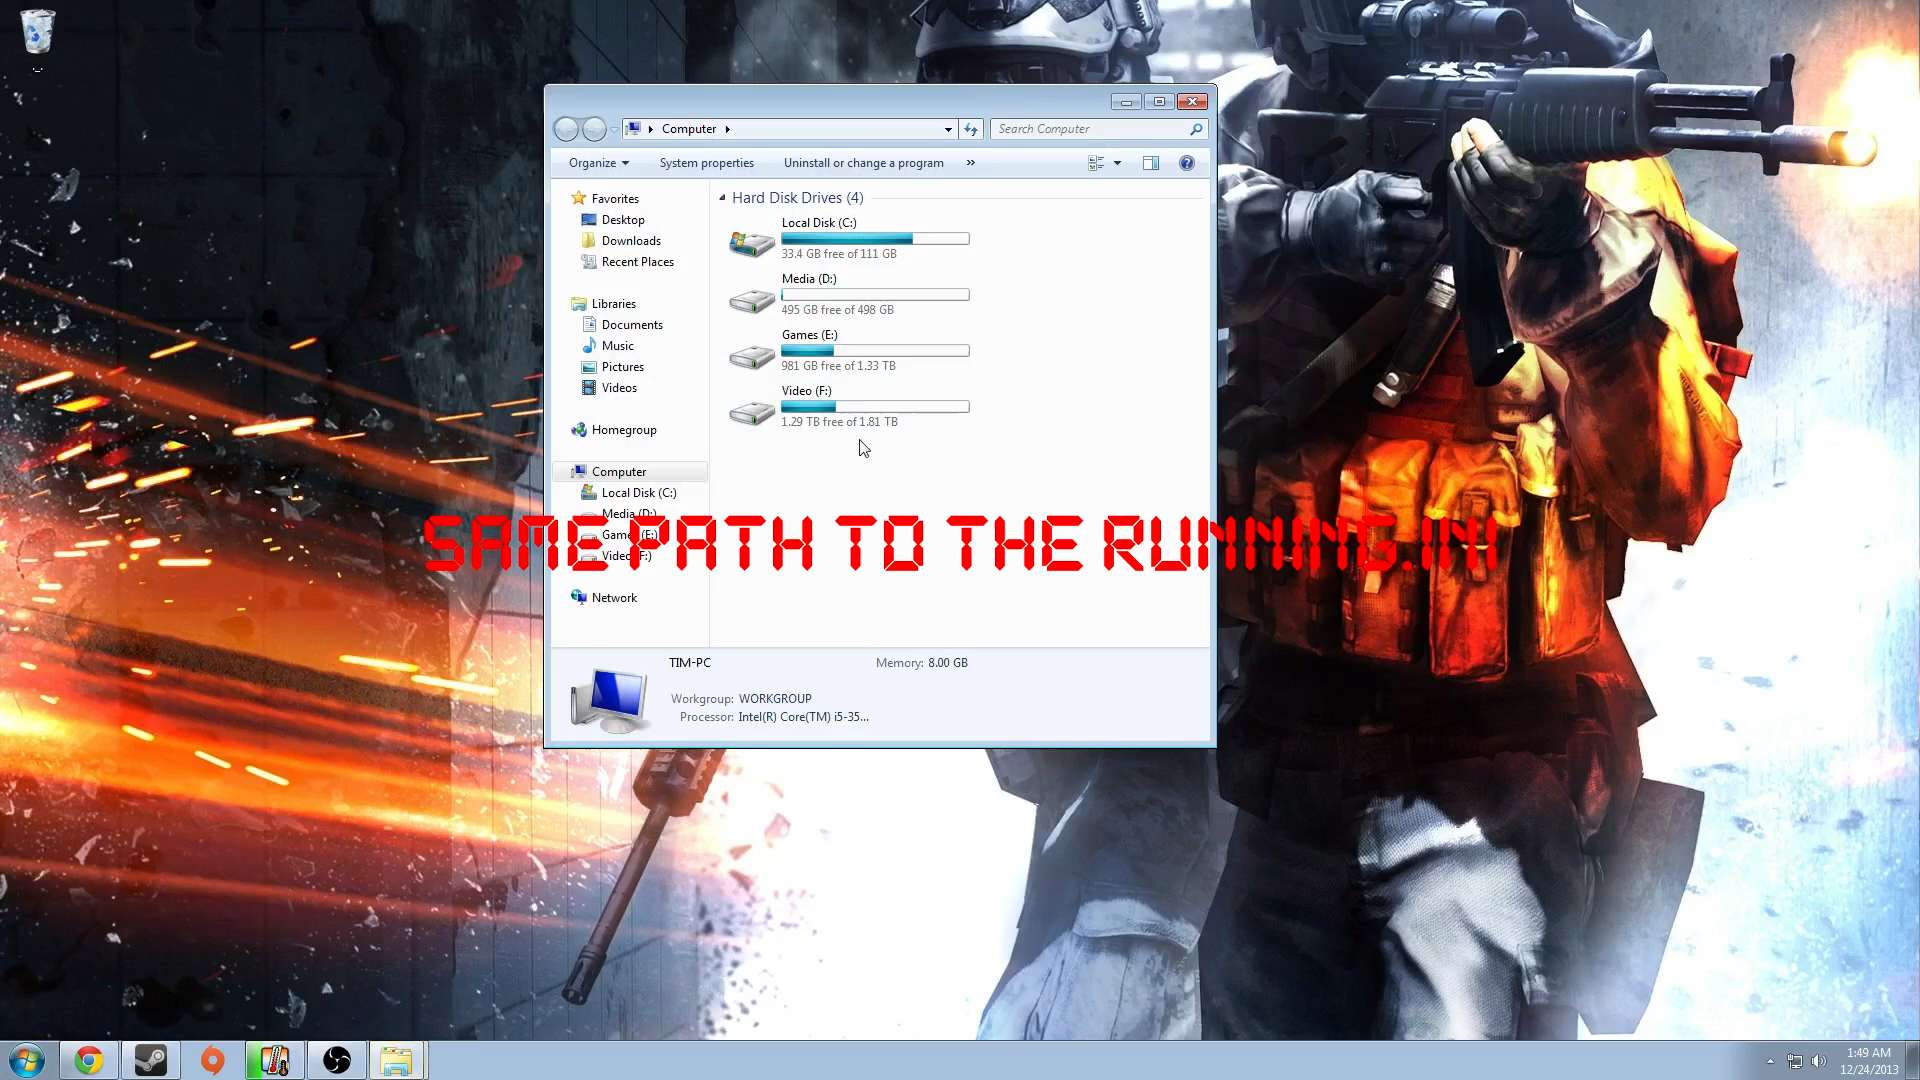 Computer
Search Computer
Organize
System properties
Uninstall or change a program
»
Favorites
Desktop
Downloads
Recent Places
Libraries
Documents
Music
Pictures
Videos
Homegroup
Computer
Local Disk (C:)
Media (D:)
Games (E:)
Video (F:)
Network
Hard Disk Drives (4)
Local Disk (C:)
33.4 GB free of 111 GB
Media (D:)
495 GB free of 498 GB
Games (E:)
981 GB free of 1.33 TB
Video (F:)
1.29 TB free of 1.81 TB
SAME PATH TO THE RUNNING.INI
TIM-PC
Memory: 8.00 GB
Workgroup: WORKGROUP
Processor: Intel(R) Core(TM) i5-35...
1:49 AM
12/24/2013